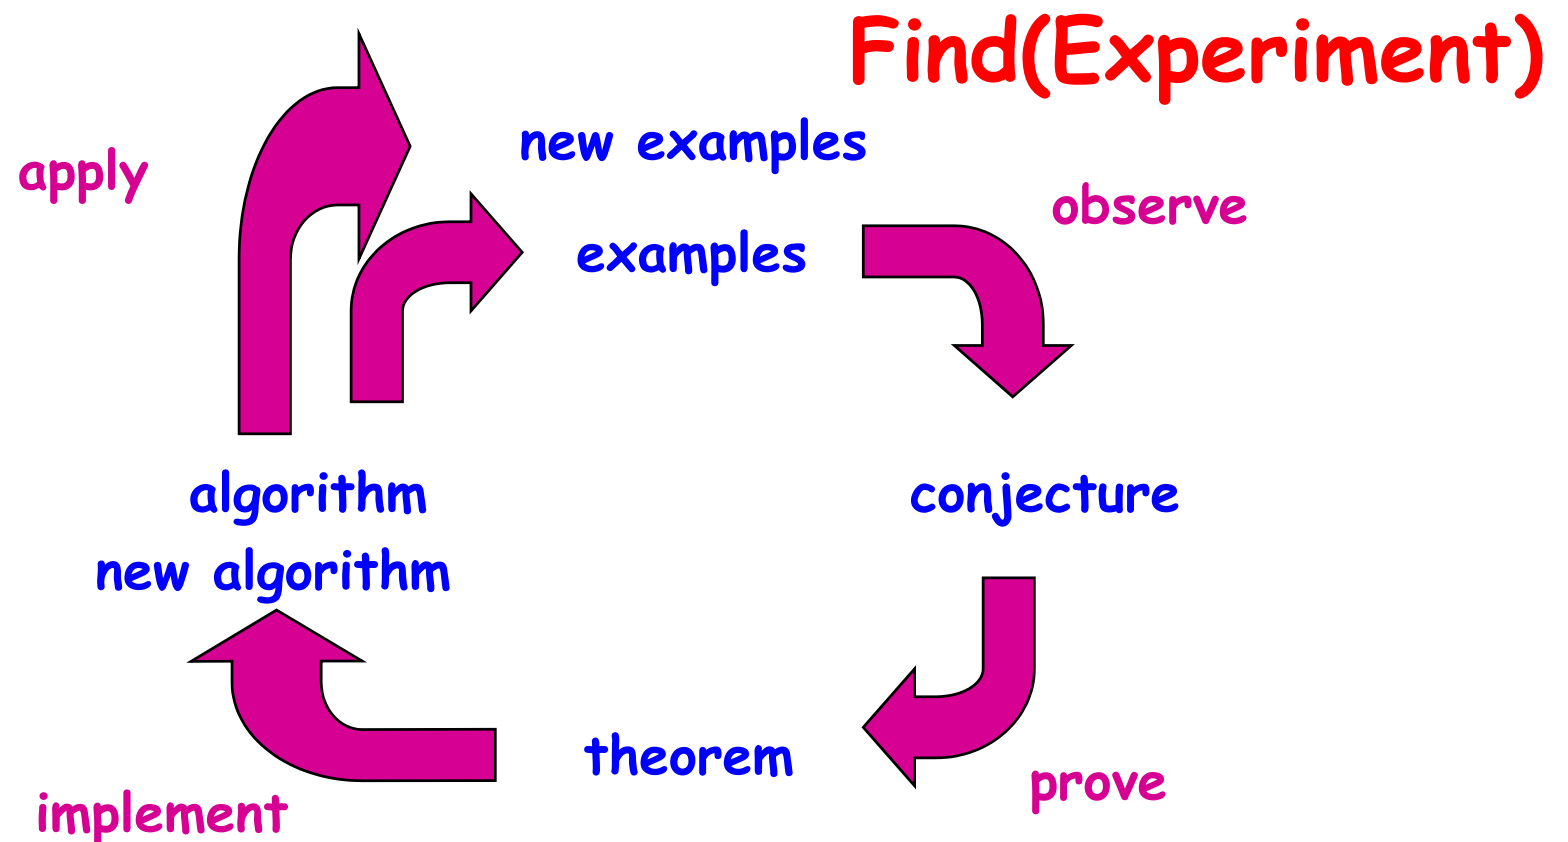 Find(Experiment)
new examples
apply
observe
examples
algorithm
conjecture
new algorithm
theorem
prove
implement